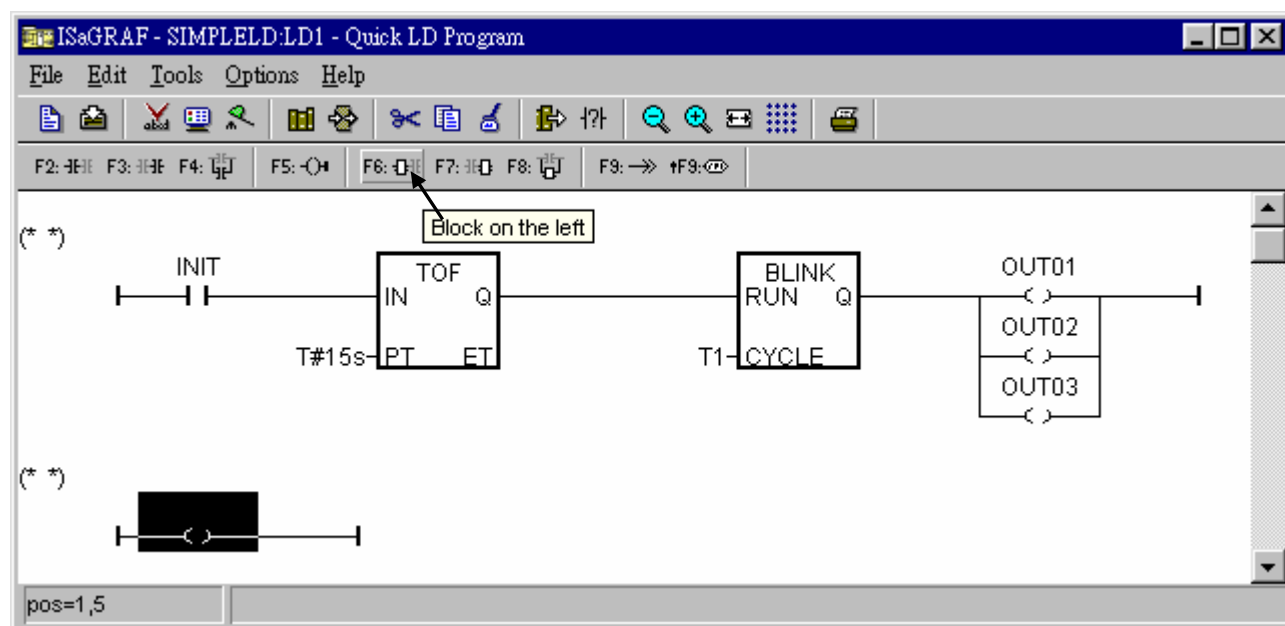 ISaGRAF - SIMPLELD:LD1 - Quick LD Program
File Edit Tools Options Help
F2: F3: F4: F5: F6: F7: F8: F9: F9:
Block on the left
(* *)
INIT
TOF
BLINK
OUT01
IN Q
RUN Q
OUT02
T#15s PT ET
T1 CYCLE
OUT03
(* *)
pos=1,5